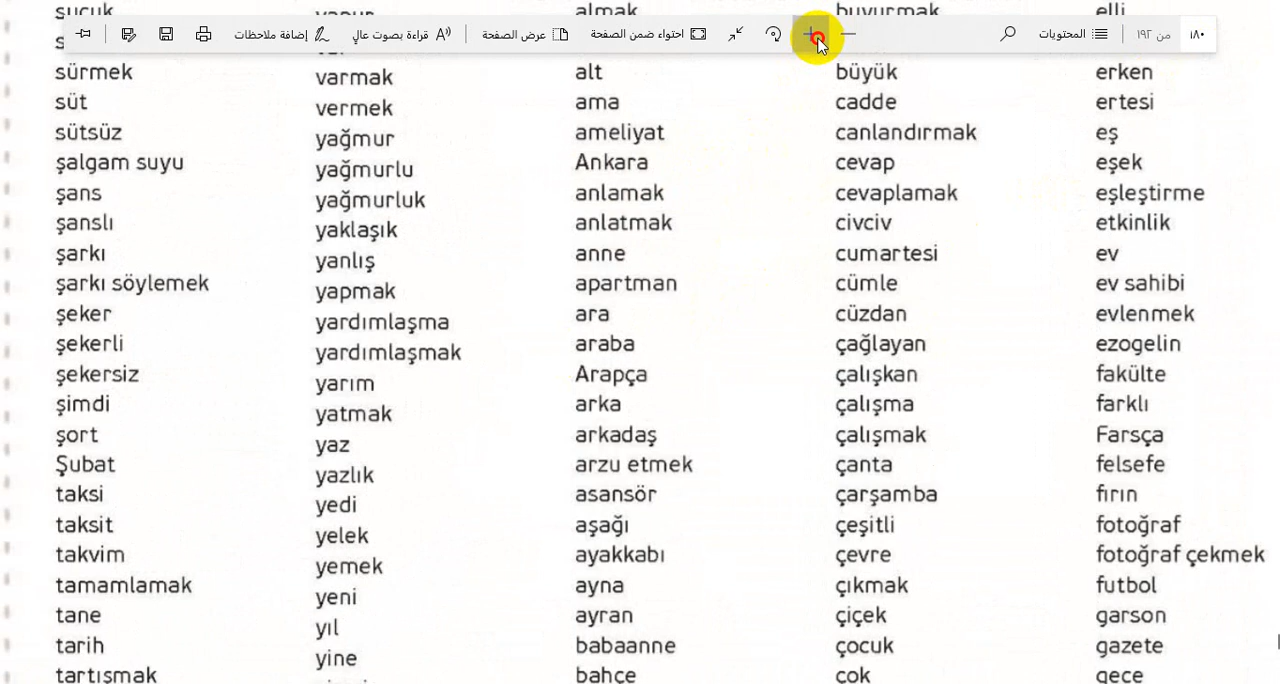 ١٨٠
من ١٩٢
المحتويات
احتواء ضمن الصفحة
عرض الصفحة
قراءة بصوت عالٍ
إضافة ملاحظات
sucuk
sürmek
süt
sütsüz
şalgam suyu
şans
şanslı
şarkı
şarkı söylemek
şeker
şekerli
şekersiz
şimdi
şort
Şubat
taksi
taksit
takvim
tamamlamak
tane
tarih
tartışmak
varmak
vermek
yağmur
yağmurlu
yağmurluk
yaklaşık
yanlış
yapmak
yardımlaşma
yardımlaşmak
yarım
yatmak
yaz
yazlık
yedi
yelek
yemek
yeni
yıl
yine
almak
alt
ama
ameliyat
Ankara
anlamak
anlatmak
anne
apartman
ara
araba
Arapça
arka
arkadaş
arzu etmek
asansör
aşağı
ayakkabı
ayna
ayran
babaanne
bahçe
buyurmak
büyük
cadde
canlandırmak
cevap
cevaplamak
civciv
cumartesi
cümle
cüzdan
çağlayan
çalışkan
çalışma
çalışmak
çanta
çarşamba
çeşitli
çevre
çıkmak
çiçek
çocuk
çok
elli
erken
ertesi
eş
eşek
eşleştirme
etkinlik
ev
ev sahibi
evlenmek
ezogelin
fakülte
farklı
Farsça
felsefe
fırın
fotoğraf
fotoğraf çekmek
futbol
garson
gazete
gece